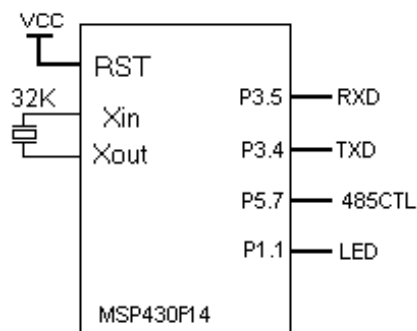 VCC
RST
32K
Xin
Xout
P3.5 RXD
P3.4 TXD
P5.7 485CTL
P1.1 LED
MSP430F14